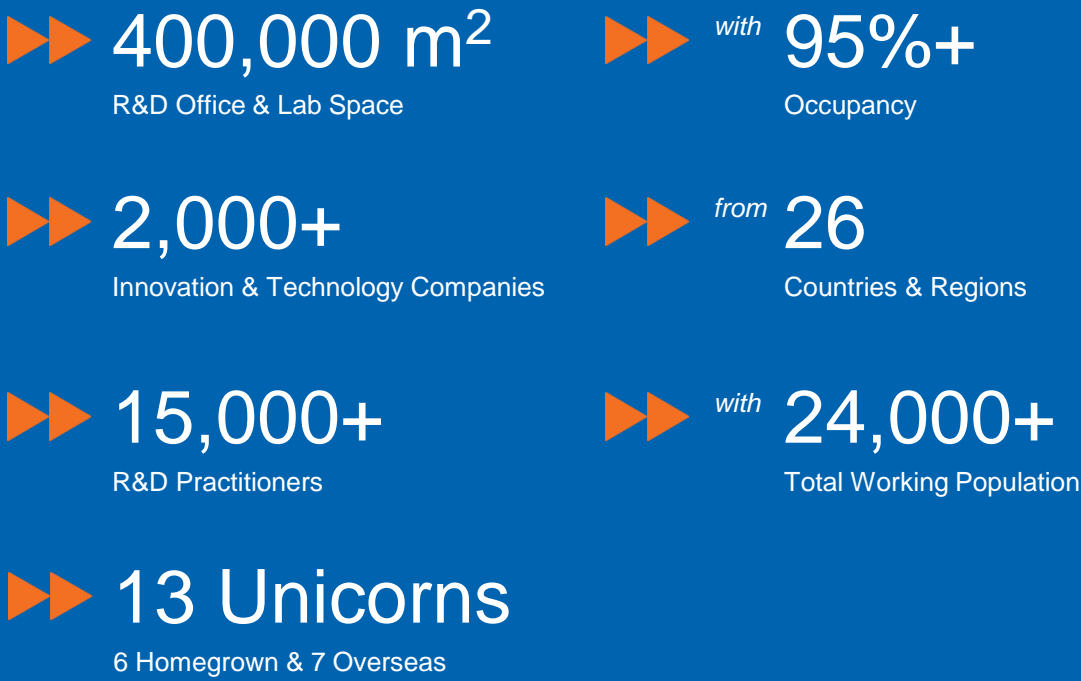 400,000 m²
R&D Office & Lab Space
with 95%+
Occupancy
2,000+
Innovation & Technology Companies
from 26
Countries & Regions
15,000+
R&D Practitioners
with 24,000+
Total Working Population
13 Unicorns
6 Homegrown & 7 Overseas